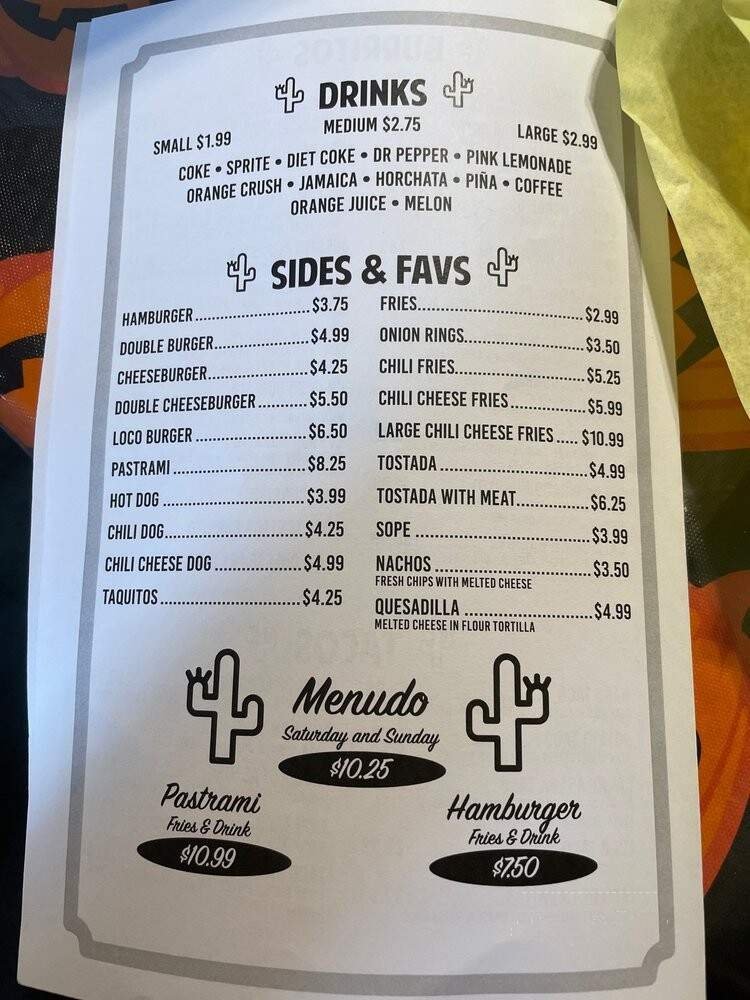 DRINKS
SMALL $1.99 MEDIUM $2.75 LARGE $2.99
COKE • SPRITE • DIET COKE • DR PEPPER • PINK LEMONADE
ORANGE CRUSH • JAMAICA • HORCHATA • PIÑA • COFFEE
ORANGE JUICE • MELON
SIDES & FAVS
HAMBURGER $3.75
DOUBLE BURGER $4.99
CHEESEBURGER $4.25
DOUBLE CHEESEBURGER $5.50
LOCO BURGER $6.50
PASTRAMI $8.25
HOT DOG $3.99
CHILI DOG $4.25
CHILI CHEESE DOG $4.99
TAQUITOS $4.25
FRIES $2.99
ONION RINGS $3.50
CHILI FRIES $5.25
CHILI CHEESE FRIES $5.99
LARGE CHILI CHEESE FRIES $10.99
TOSTADA $4.99
TOSTADA WITH MEAT $6.25
SOPE $3.99
NACHOS $3.50
FRESH CHIPS WITH MELTED CHEESE
QUESADILLA $4.99
MELTED CHEESE IN FLOUR TORTILLA
Menudo
Saturday and Sunday
$10.25
Pastrami
Fries & Drink
$10.99
Hamburger
Fries & Drink
$7.50